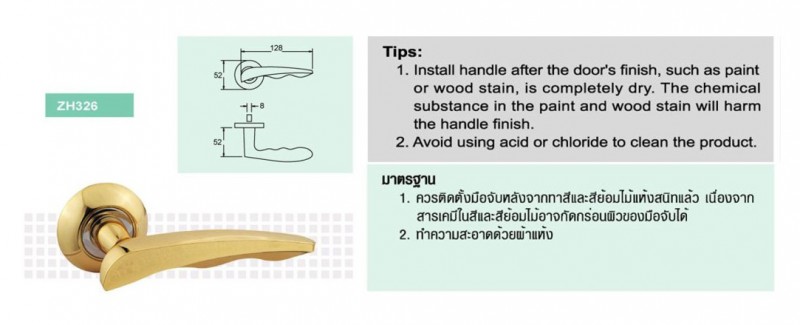 128
52
8
52
ZH326
Tips:
1. Install handle after the door's finish, such as paint
or wood stain, is completely dry. The chemical
substance in the paint and wood stain will harm
the handle finish.
2. Avoid using acid or chloride to clean the product.
มาตรฐาน
1. ควรติดตั้งมือจับหลังจากทาสีและสีย้อมไม้แห้งสนิทแล้ว เนื่องจาก
สารเคมีในสีและสีย้อมไม้อาจกัดกร่อนผิวของมือจับได้
2. ทำความสะอาดด้วยผ้าแห้ง